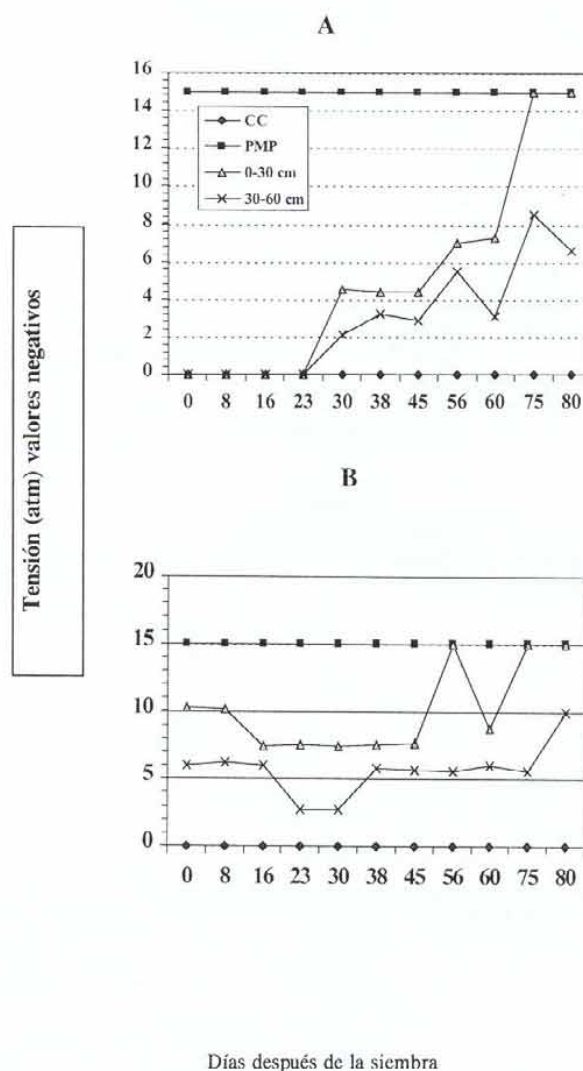 A
16
14
12
10
8
6
4
2
0
CC
PMP
0-30 cm
30-60 cm
0 8 16 23 30 38 45 56 60 75 80
Tensión (atm) valores negativos
B
20
15
10
5
0
0 8 16 23 30 38 45 56 60 75 80
Días después de la siembra